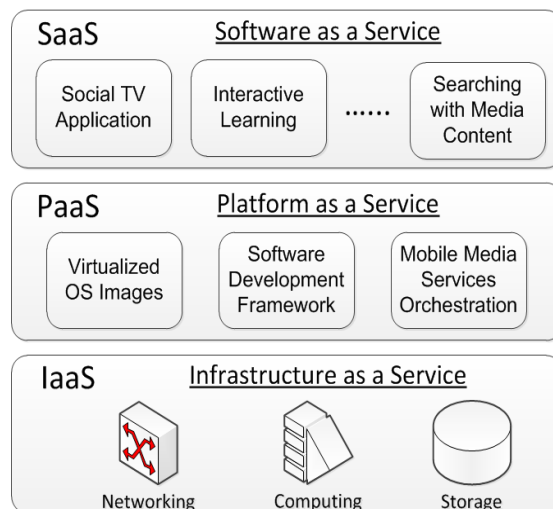 SaaS Software as a Service
Social TV
Application
Interactive
Learning
......
Searching
with Media
Content
PaaS Platform as a Service
Virtualized
OS Images
Software
Development
Framework
Mobile Media
Services
Orchestration
IaaS Infrastructure as a Service
Networking Computing Storage